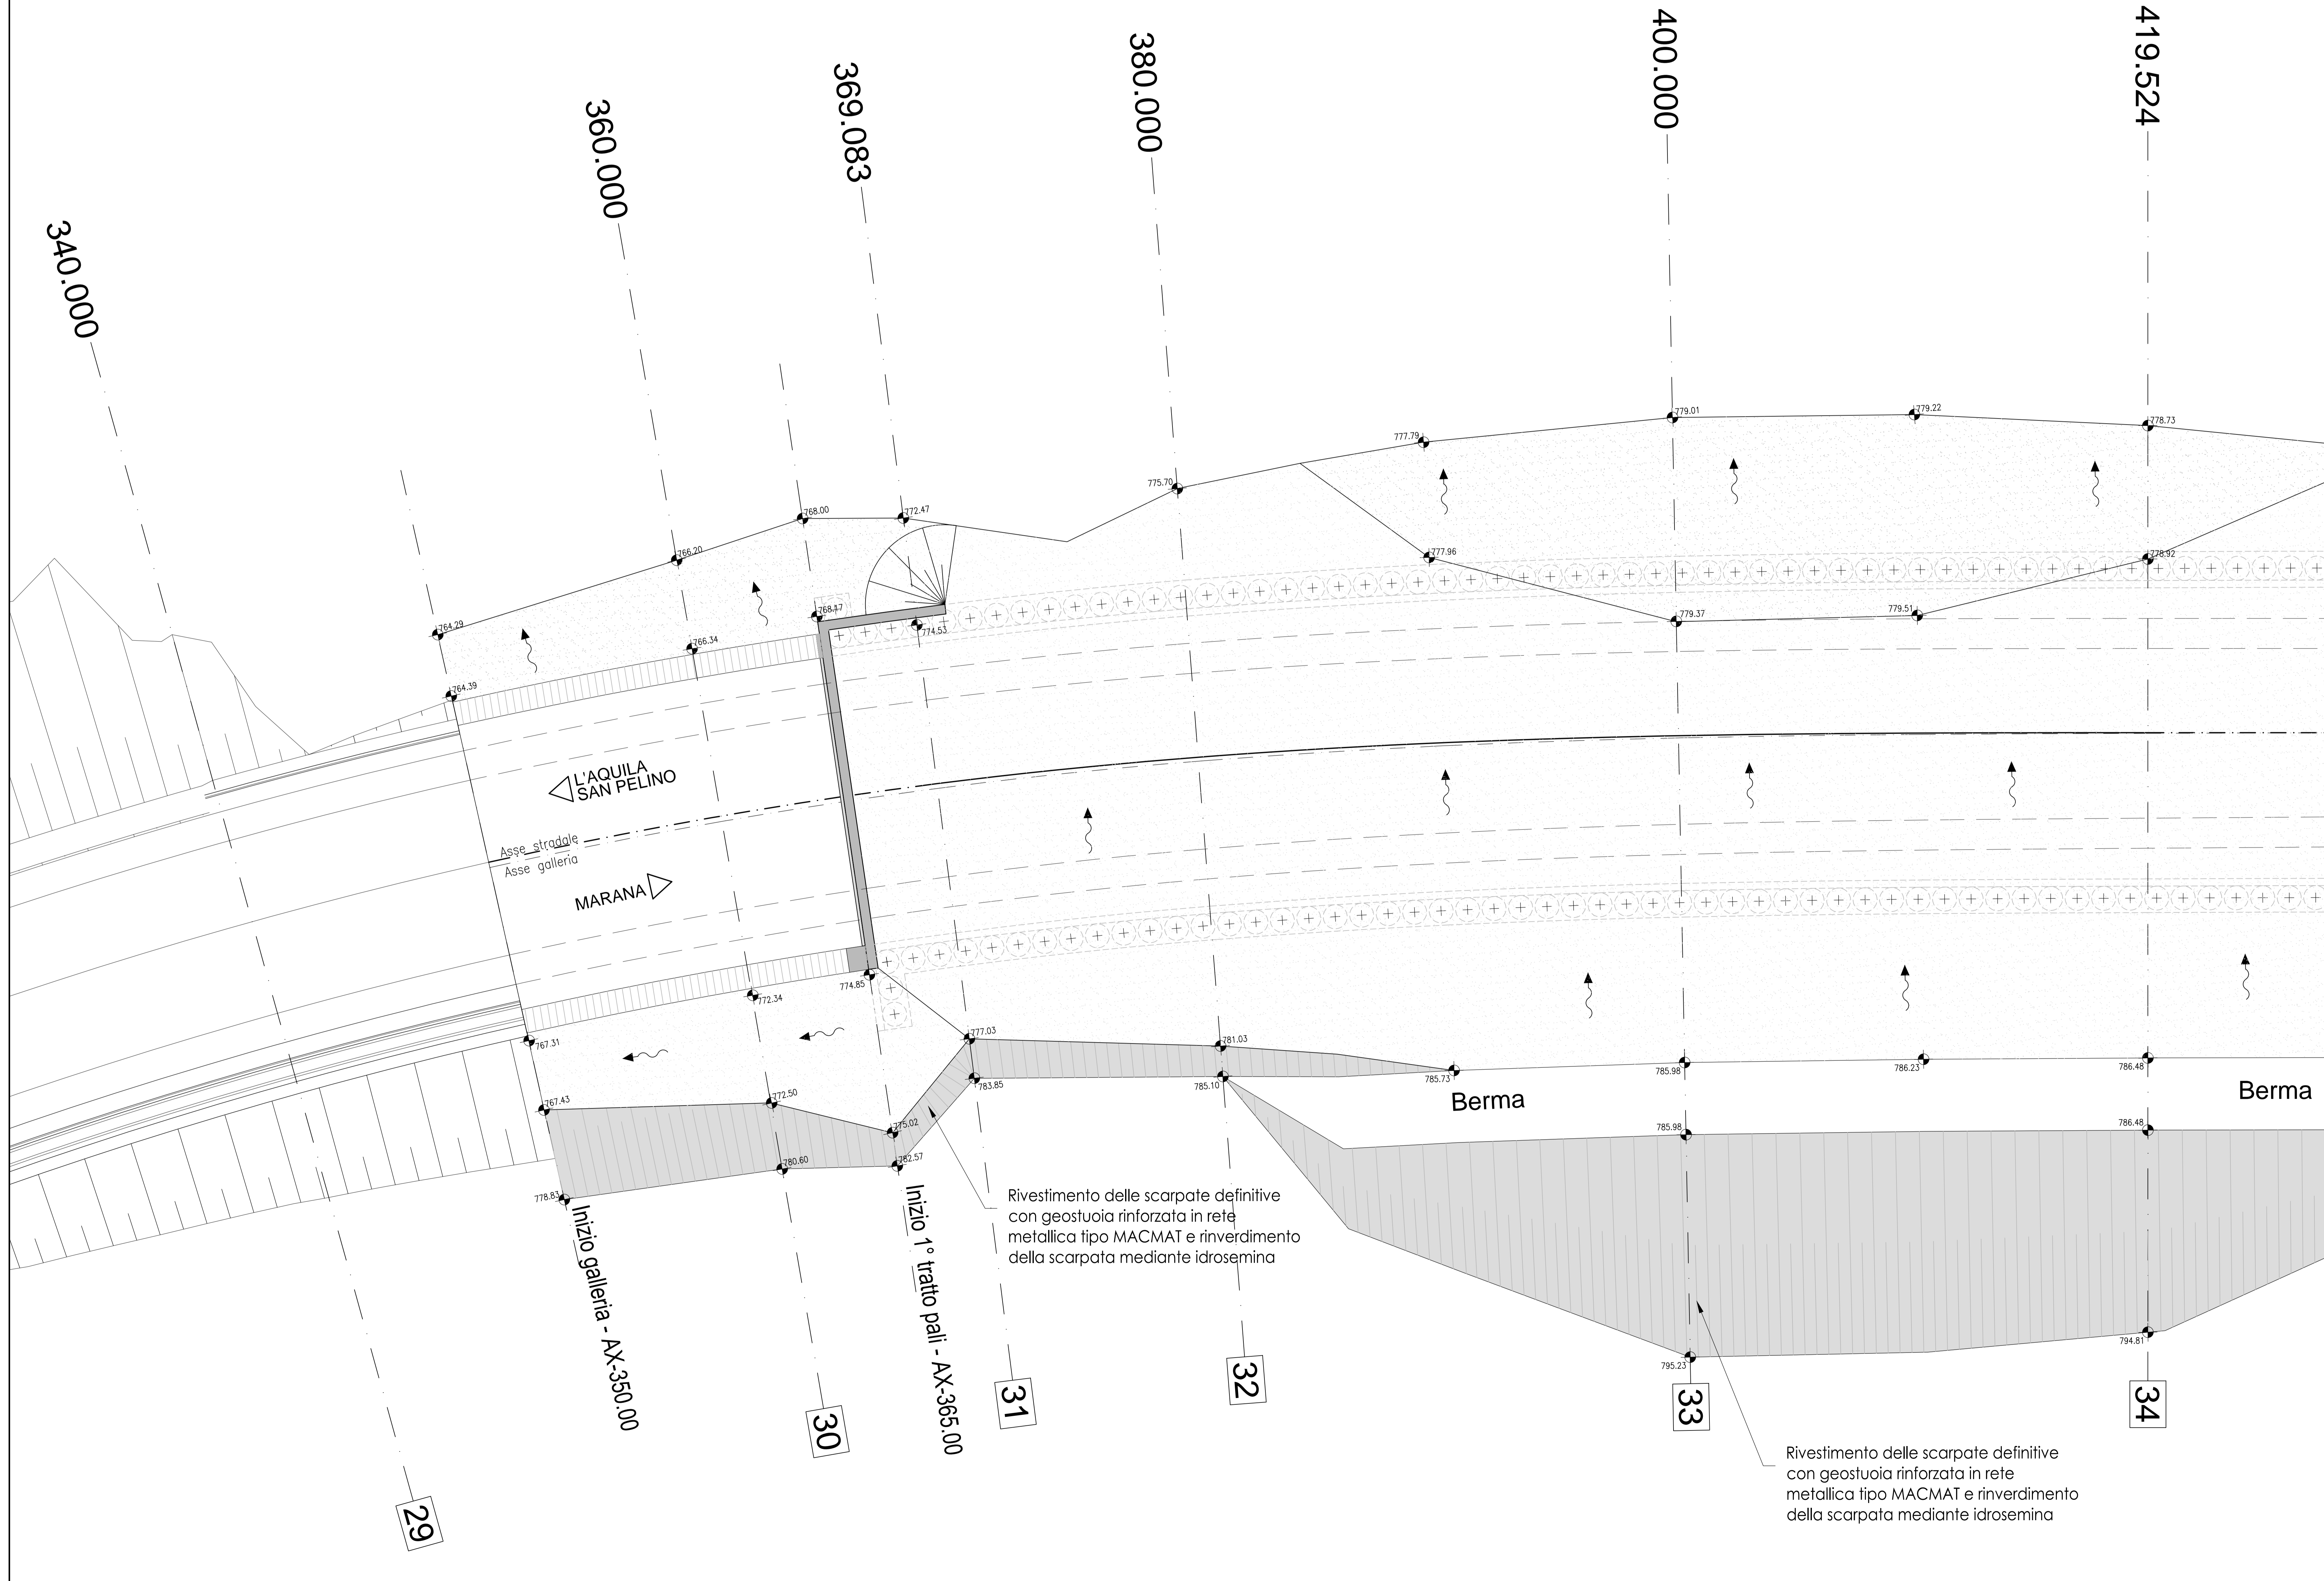 340.000
360.000
369.083
380.000
400.000
419.524
779.01
779.22
778.73
777.79
775.70
768.00
772.47
766.20
777.96
778.92
764.29
768.17
774.53
779.37
779.51
766.34
764.39
L'AQUILA
SAN PELINO
Asse stradale
Asse galleria
MARANA
774.85
772.34
767.31
777.03
781.03
785.73
785.98
786.23
786.48
783.85
785.10
Berma
Berma
767.43
772.50
775.02
785.98
786.48
780.60
782.57
778.83
Inizio galleria - AX-350.00
Inizio 1° tratto pali - AX-365.00
Rivestimento delle scarpate definitive
con geostuoia rinforzata in rete
metallica tipo MACMAT e rinverdimento
della scarpata mediante idrosemina
794.81
795.23
29
30
31
32
33
34
Rivestimento delle scarpate definitive
con geostuoia rinforzata in rete
metallica tipo MACMAT e rinverdimento
della scarpata mediante idrosemina